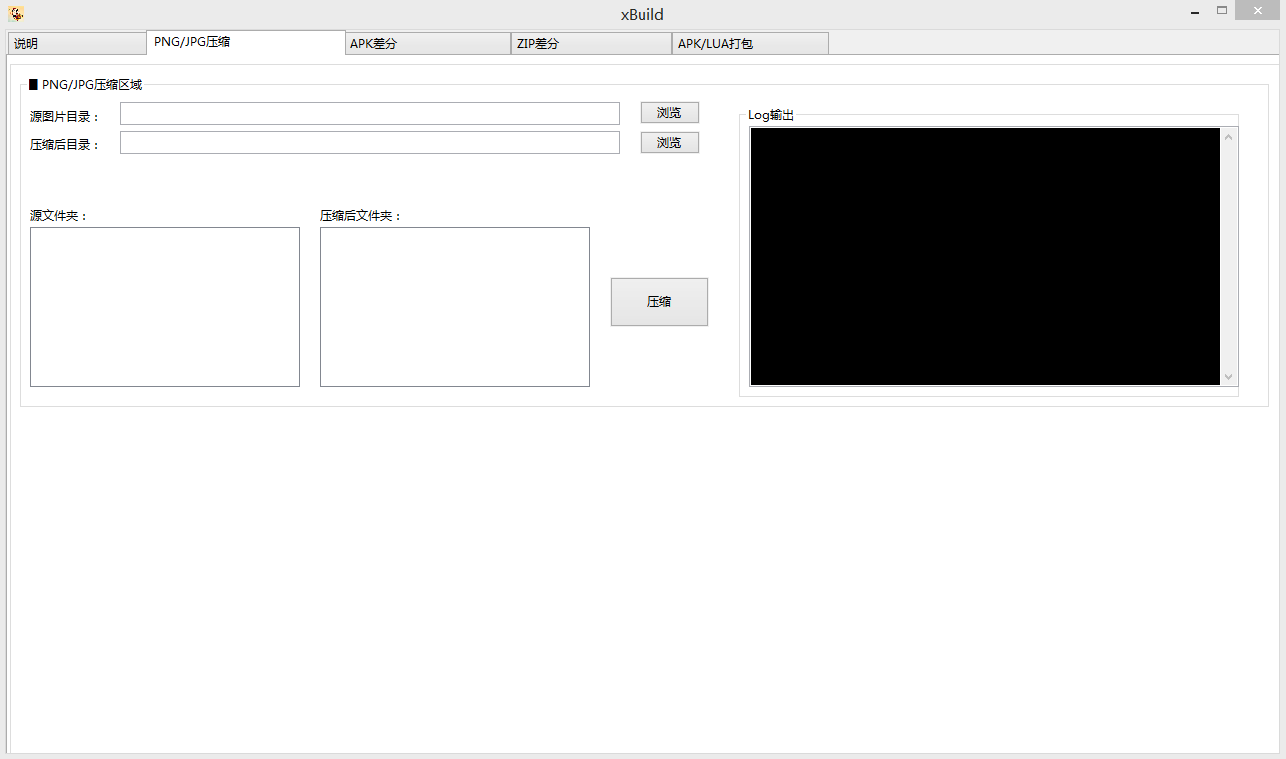 xBuild
说明
PNG/JPG压缩
APK差分
ZIP差分
APK/LUA打包
PNG/JPG压缩区域
源图片目录：
浏览
压缩后目录：
浏览
源文件夹：
压缩后文件夹：
压缩
Log输出